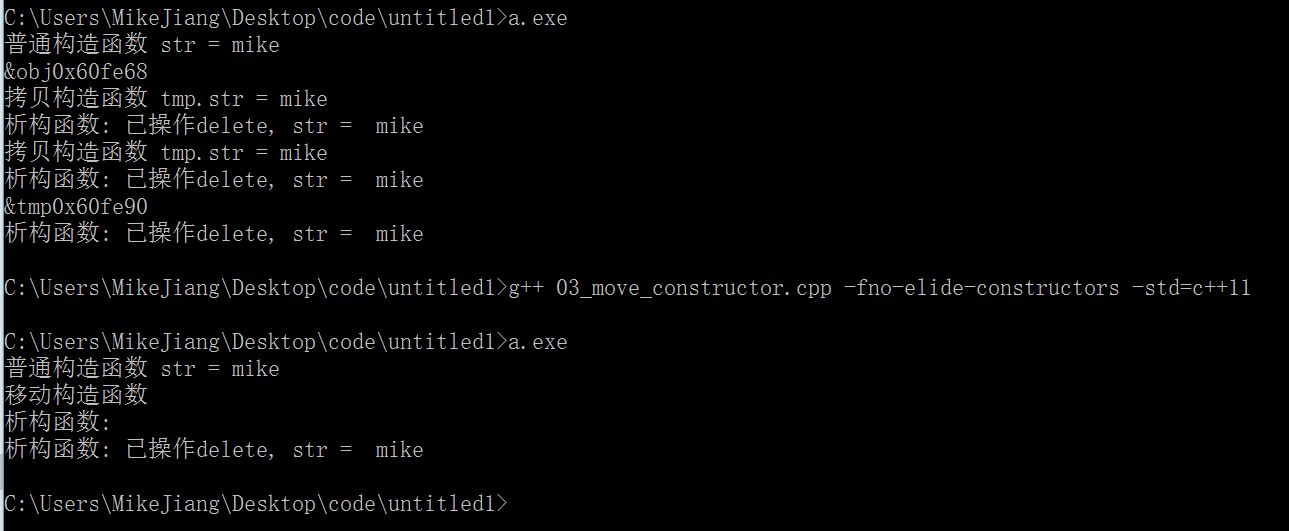 C:\Users\MikeJiang\Desktop\code\untitled1>a.exe
普通构造函数 str = mike
&obj0x60fe68
拷贝构造函数 tmp.str = mike
析构函数: 已操作delete, str =  mike
拷贝构造函数 tmp.str = mike
析构函数: 已操作delete, str =  mike
&tmp0x60fe90
析构函数: 已操作delete, str =  mike
C:\Users\MikeJiang\Desktop\code\untitled1>g++ 03_move_constructor.cpp -fno-elide-constructors -std=c++11
C:\Users\MikeJiang\Desktop\code\untitled1>a.exe
普通构造函数 str = mike
移动构造函数
析构函数:
析构函数: 已操作delete, str =  mike
C:\Users\MikeJiang\Desktop\code\untitled1>